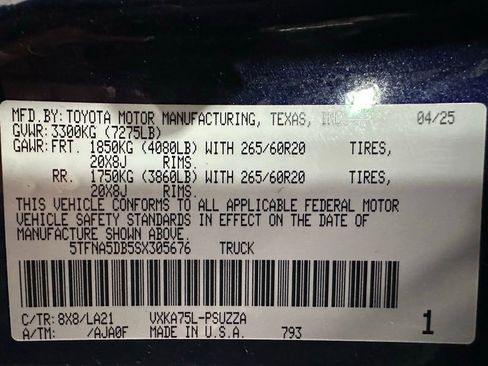 MFD.BY: TOYOTA MOTOR MANUFACTURING, TEXAS, INC. 04/25
GVWR: 3300KG (7275LB)
GAWR: FRT. 1850KG (4080LB) WITH 265/60R20 TIRES,
20X8J RIMS.
RR. 1750KG (3860LB) WITH 265/60R20 TIRES,
20X8J RIMS.
THIS VEHICLE CONFORMS TO ALL APPLICABLE FEDERAL MOTOR
VEHICLE SAFETY STANDARDS IN EFFECT ON THE DATE OF
MANUFACTURE SHOWN ABOVE.
5TFNA5DB5SX305676 TRUCK
C/TR: 8X8/LA21 VXKA75L-PSUZZA
A/TM: /AJA0F MADE IN U.S.A. 793 1